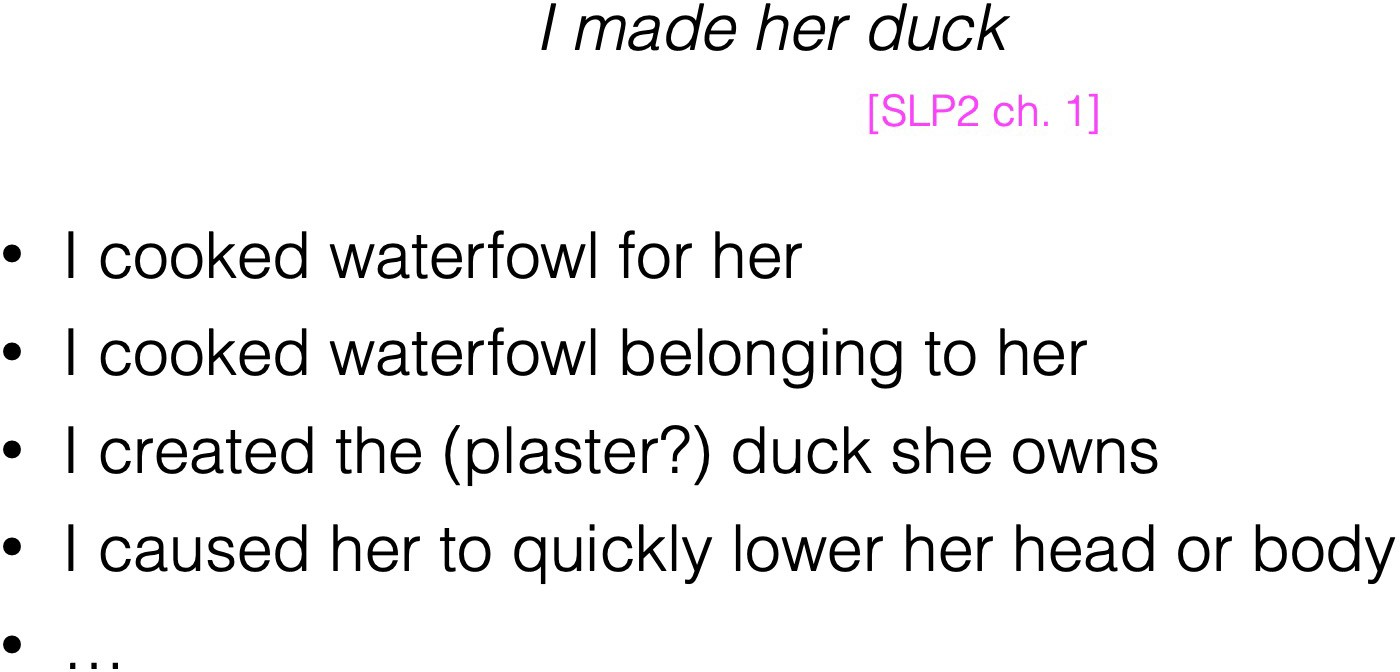 I made her duck
[SLP2 ch. 1]
• I cooked waterfowl for her
• I cooked waterfowl belonging to her
• I created the (plaster?) duck she owns
• I caused her to quickly lower her head or body
• ...